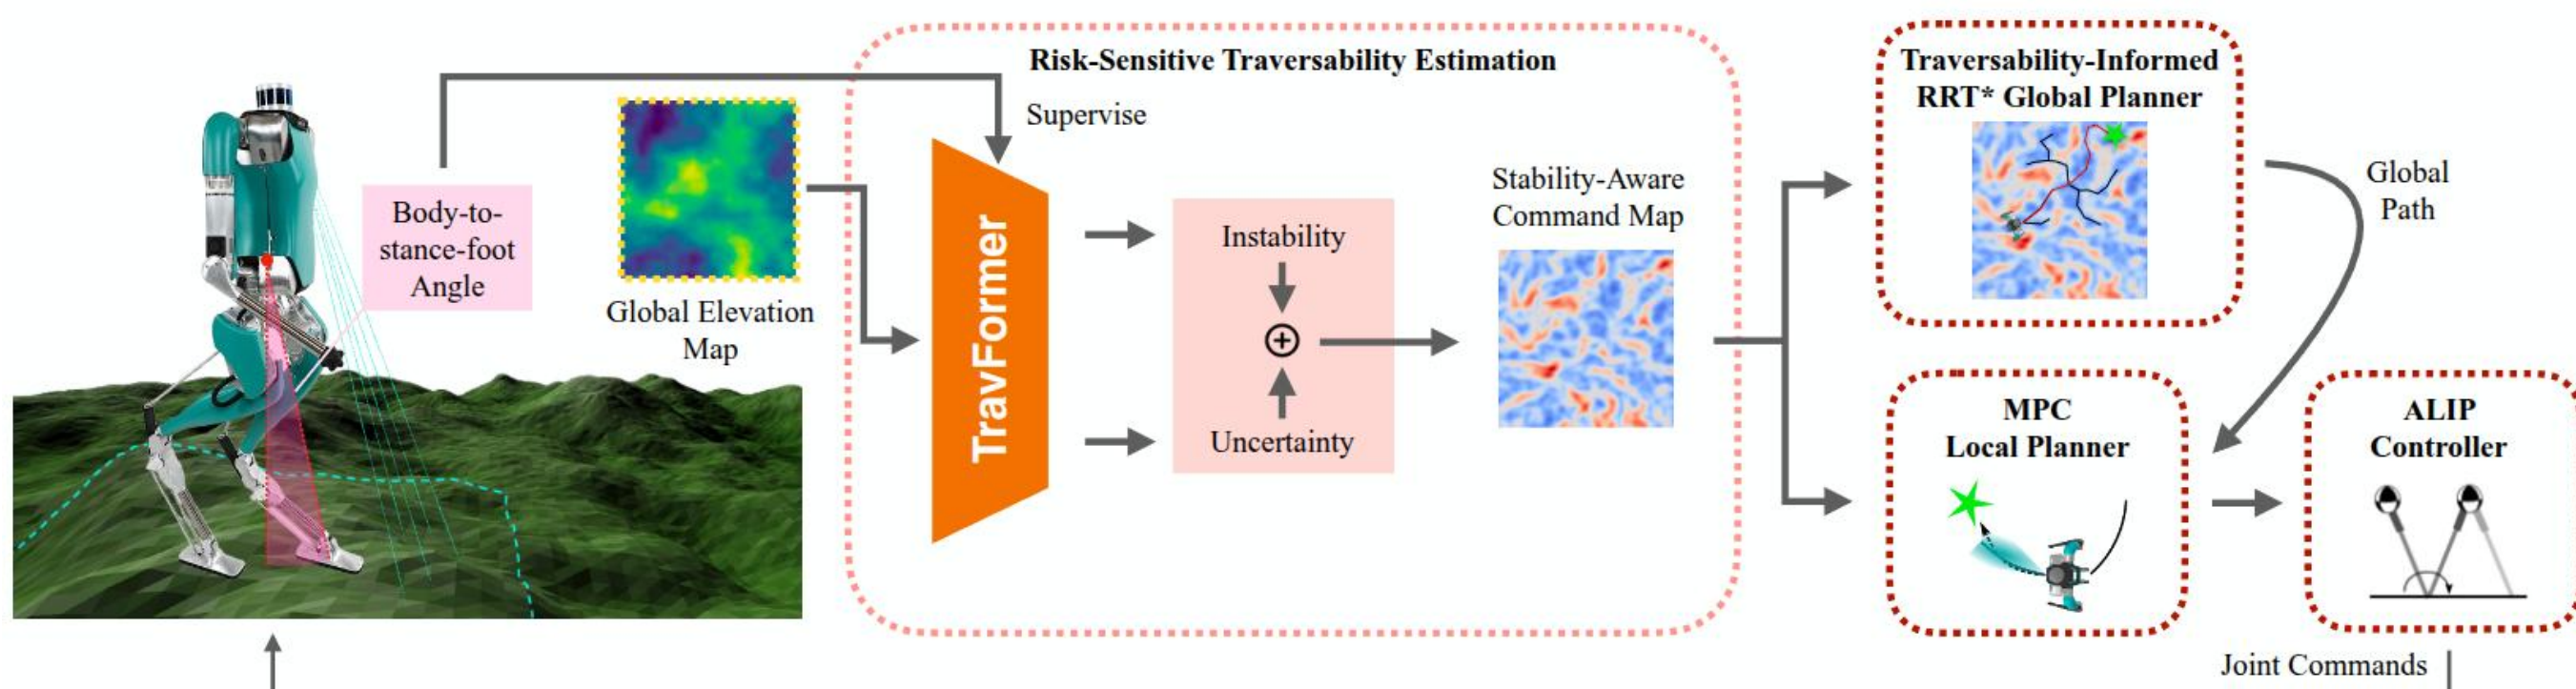 Risk-Sensitive Traversability Estimation
Supervise
Body-to-
stance-foot
Angle
Global Elevation
Map
TravFormer
Instability
Uncertainty
Stability-Aware
Command Map
Traversability-Informed
RRT* Global Planner
Global
Path
MPC
Local Planner
ALIP
Controller
Joint Commands